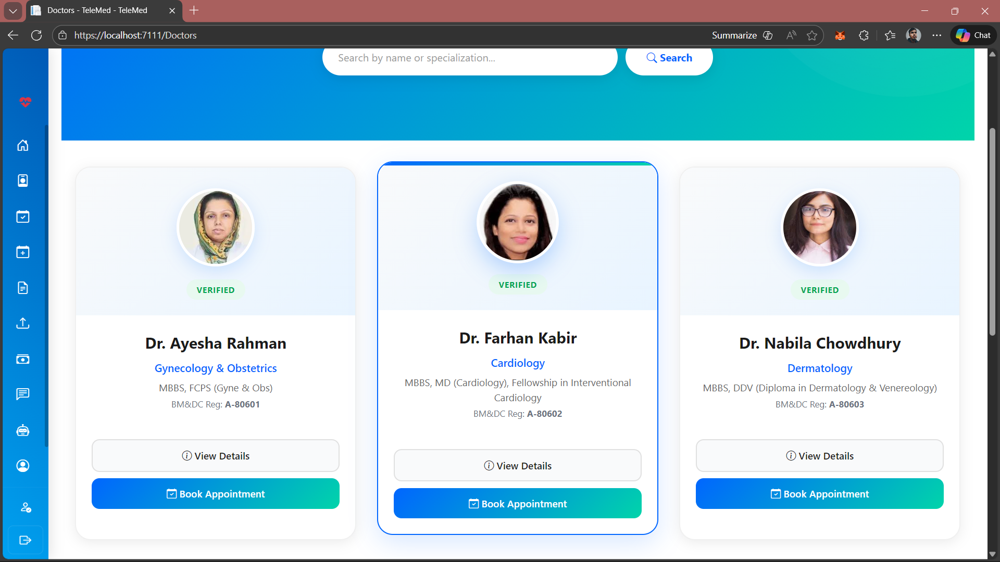 Doctors - TeleMed - TeleMed
https://localhost:7111/Doctors
Summarize
Chat
Search by name or specialization...
Search
VERIFIED
Dr. Ayesha Rahman
Gynecology & Obstetrics
MBBS, FCPS (Gyne & Obs)
BM&DC Reg: A-80601
View Details
Book Appointment
VERIFIED
Dr. Farhan Kabir
Cardiology
MBBS, MD (Cardiology), Fellowship in Interventional
Cardiology
BM&DC Reg: A-80602
View Details
Book Appointment
VERIFIED
Dr. Nabila Chowdhury
Dermatology
MBBS, DDV (Diploma in Dermatology & Venereology)
BM&DC Reg: A-80603
View Details
Book Appointment